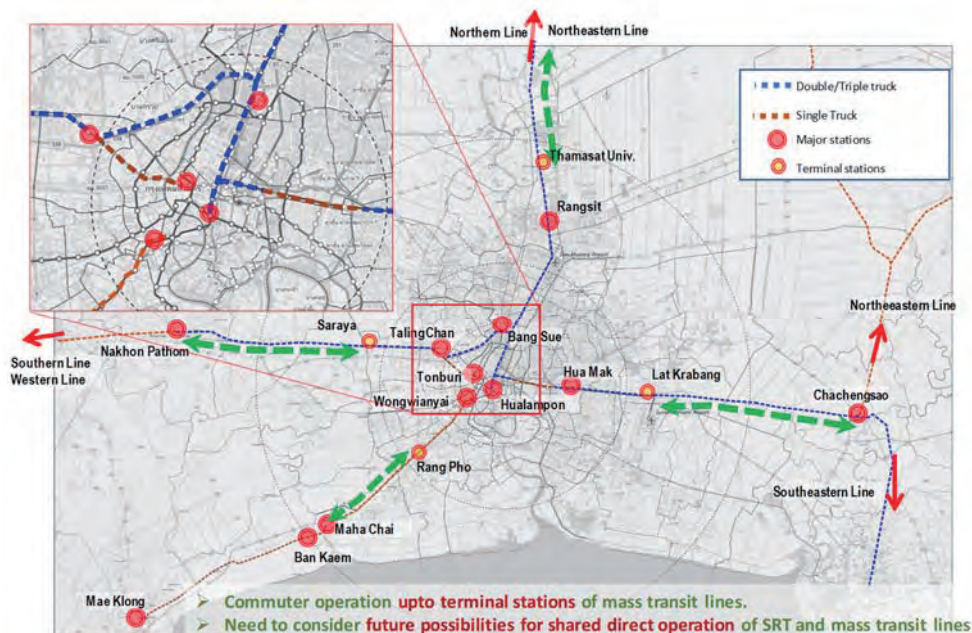 Northern Line
Northeastern Line
Double/Triple truck
Single Truck
Major stations
Terminal stations
Thamasat Univ.
Rangsit
Northeeastern Line
Saraya
TalingChan
Bang Sue
Nakhon Pathom
Southern Line
Western Line
Tonburi
Hua Mak
Lat Krabang
Chachengsao
Wongwianyai
Hualampon
Rang Pho
Southeastern Line
Maha Chai
Ban Kaem
Mae Klong
➢ Commuter operation upto terminal stations of mass transit lines.
➢ Need to consider future possibilities for shared direct operation of SRT and mass transit lines